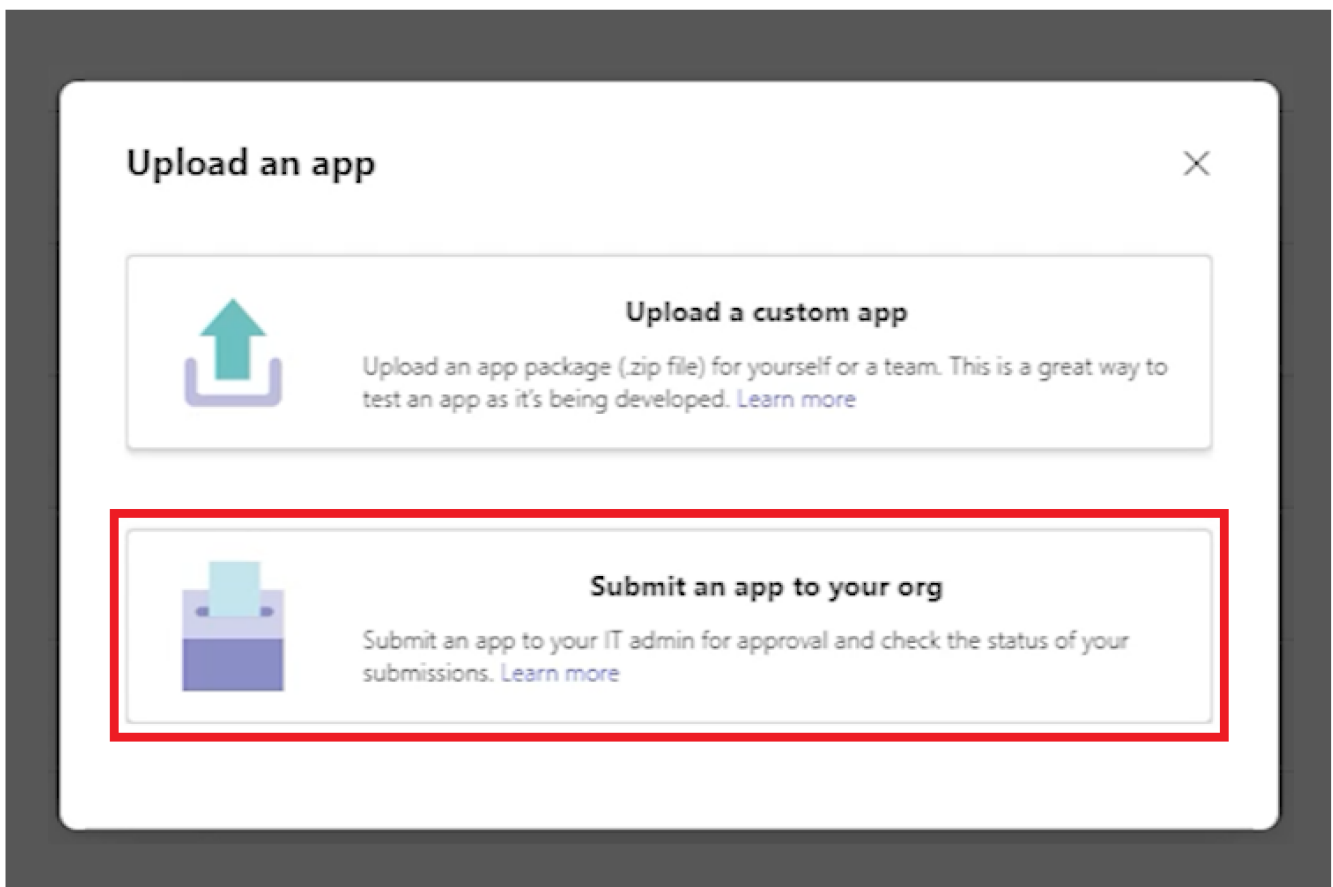 Upload an app
Upload a custom app
Upload an app package (.zip file) for yourself or a team. This is a great way to
test an app as it's being developed. Learn more
Submit an app to your org
Submit an app to your IT admin for approval and check the status of your
submissions. Learn more